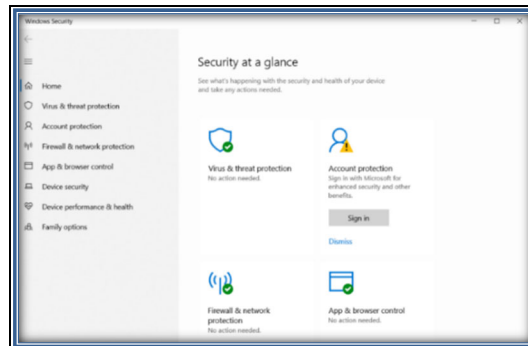 Windows Security
Home
Virus & threat protection
Account protection
Firewall & network protection
App & browser control
Device security
Device performance & health
Family options
Security at a glance
See what's happening with the security and health of your device
and take any actions needed.
Virus & threat protection
No action needed.
Account protection
Sign in with Microsoft for
enhanced security and other
benefits.
Sign in
Dismiss
Firewall & network
protection
No action needed.
App & browser control
No action needed.